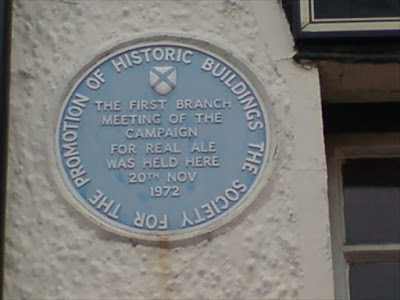 THE SOCIETY FOR THE PROMOTION OF HISTORIC BUILDINGS
THE FIRST BRANCH
MEETING OF THE
CAMPAIGN
FOR REAL ALE
WAS HELD HERE
20TH NOV
1972